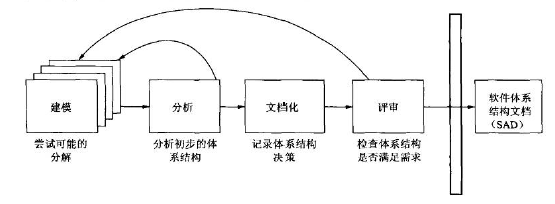 建模
分析
文档化
评审
软件体系
结构文档
(SAD)
尝试可能的
分解
分析初步的体
系结构
记录体系结构
决策
检查体系结构
是否满足需求